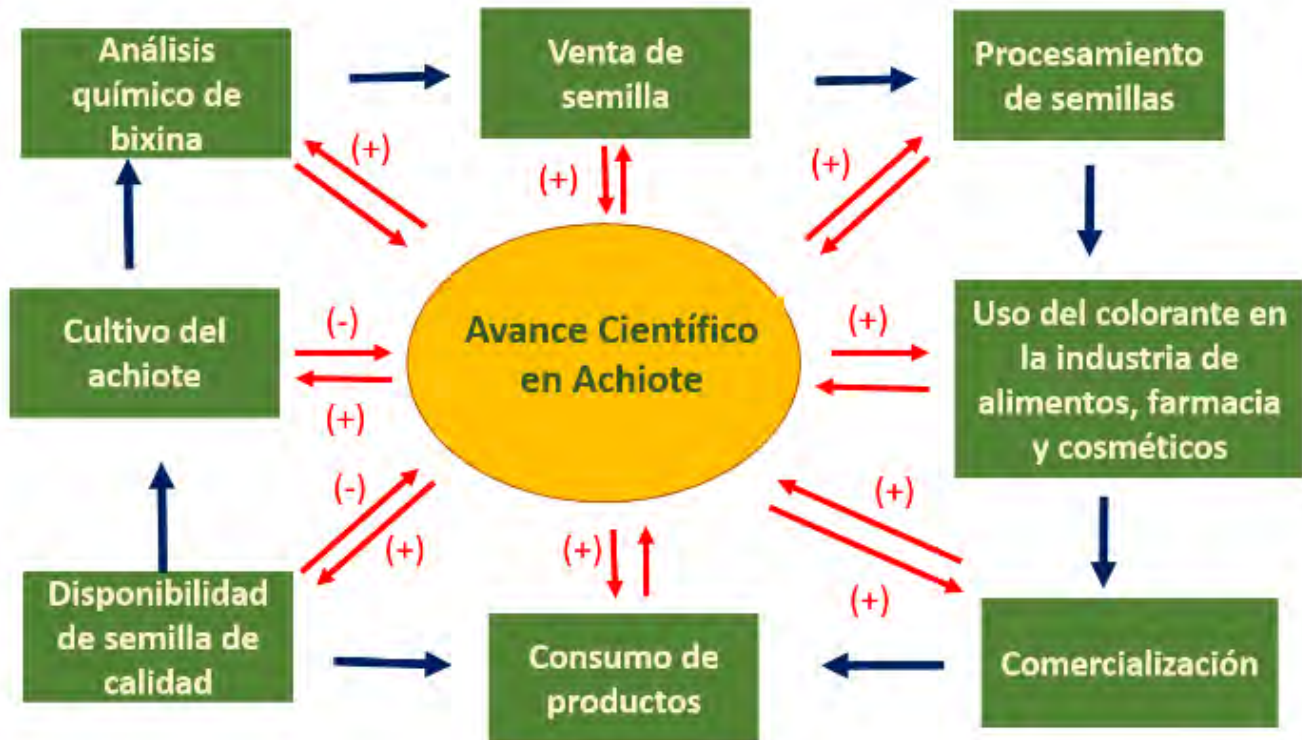 Análisis
químico de
bixina
Venta de
semilla
Procesamiento
de semillas
(+)
(+)
(+)
Cultivo del
achiote
(-)
(+)
Avance Científico
en Achiote
(+)
Uso del colorante en
la industria de
alimentos, farmacia
y cosméticos
(-)
(+)
(+)
(+)
(+)
Disponibilidad
de semilla de
calidad
Consumo de
productos
Comercialización